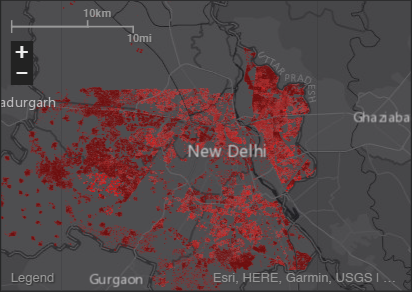 10km
10mi
+
−
UTTAR PRADESH
adurgarh
Ghaziaba
New Delhi
Gurgaon
Legend
Esri, HERE, Garmin, USGS | ...